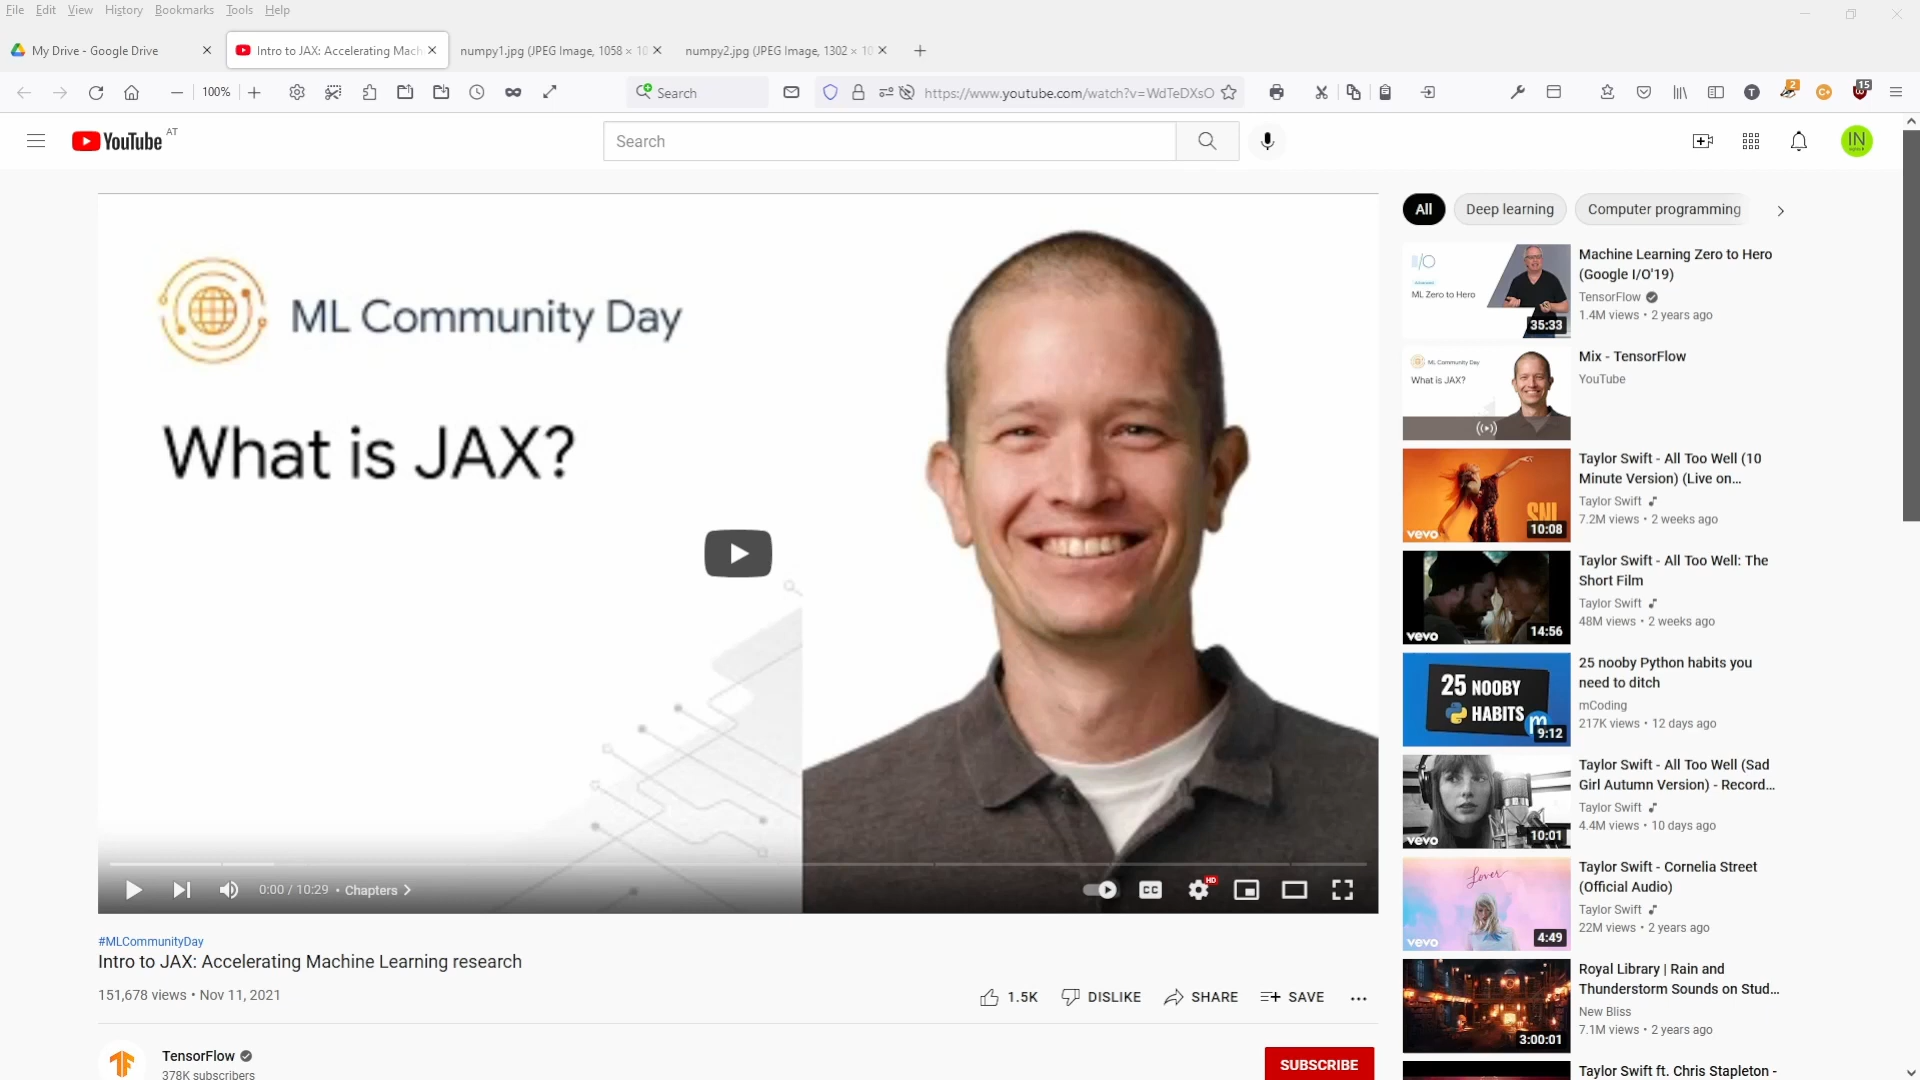 File Edit View History Bookmarks Tools Help
My Drive - Google Drive
Intro to JAX: Accelerating Mach
numpy1.jpg (JPEG Image, 1058 × 10
numpy2.jpg (JPEG Image, 1302 × 10
100%
Search
https://www.youtube.com/watch?v=WdTeDXsO
T
2
C
15
YouTube AT
Search
IN
ML Community Day
What is JAX?
0:00 / 10:29 • Chapters
CC
HD
#MLCommunityDay
Intro to JAX: Accelerating Machine Learning research
151,678 views • Nov 11, 2021
1.5K DISLIKE SHARE SAVE
TensorFlow
378K subscribers
SUBSCRIBE
All Deep learning Computer programming
I/O
ML Zero to Hero
35:33
Machine Learning Zero to Hero
(Google I/O'19)
TensorFlow
1.4M views • 2 years ago
ML Community Day
What is JAX?
Mix - TensorFlow
YouTube
SNL
vevo
10:08
Taylor Swift - All Too Well (10
Minute Version) (Live on...
Taylor Swift
7.2M views • 2 weeks ago
vevo
14:56
Taylor Swift - All Too Well: The
Short Film
Taylor Swift
48M views • 2 weeks ago
25 NOOBY
HABITS
m
9:12
25 nooby Python habits you
need to ditch
mCoding
217K views • 12 days ago
vevo
10:01
Taylor Swift - All Too Well (Sad
Girl Autumn Version) - Record...
Taylor Swift
4.4M views • 10 days ago
Lover
vevo
4:49
Taylor Swift - Cornelia Street
(Official Audio)
Taylor Swift
22M views • 2 years ago
3:00:01
Royal Library | Rain and
Thunderstorm Sounds on Stud...
New Bliss
7.1M views • 2 years ago
Taylor Swift ft. Chris Stapleton -